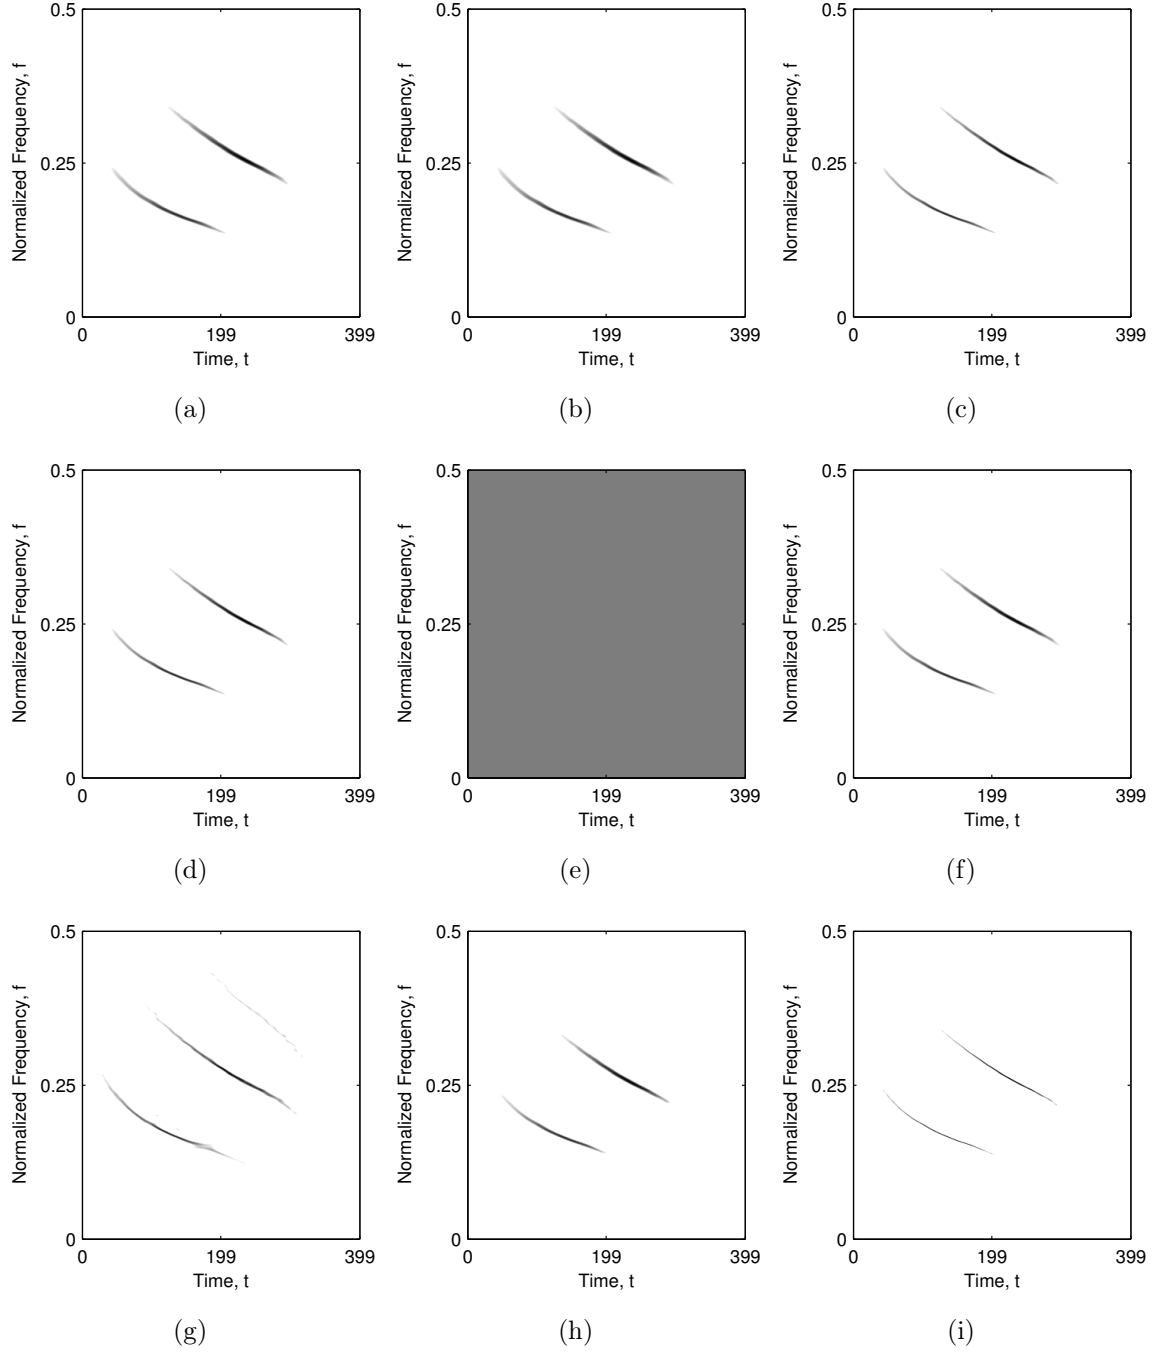 0.5 0.5 0.5
Normalized Frequency, f Normalized Frequency, f Normalized Frequency, f
0.25 0.25 0.25
0 0 0
0 199 399 0 199 399 0 199 399
Time, t Time, t Time, t
(a) (b) (c)
0.5 0.5 0.5
Normalized Frequency, f Normalized Frequency, f Normalized Frequency, f
0.25 0.25 0.25
0 0 0
0 199 399 0 199 399 0 199 399
Time, t Time, t Time, t
(d) (e) (f)
0.5 0.5 0.5
Normalized Frequency, f Normalized Frequency, f Normalized Frequency, f
0.25 0.25 0.25
0 0 0
0 199 399 0 199 399 0 199 399
Time, t Time, t Time, t
(g) (h) (i)